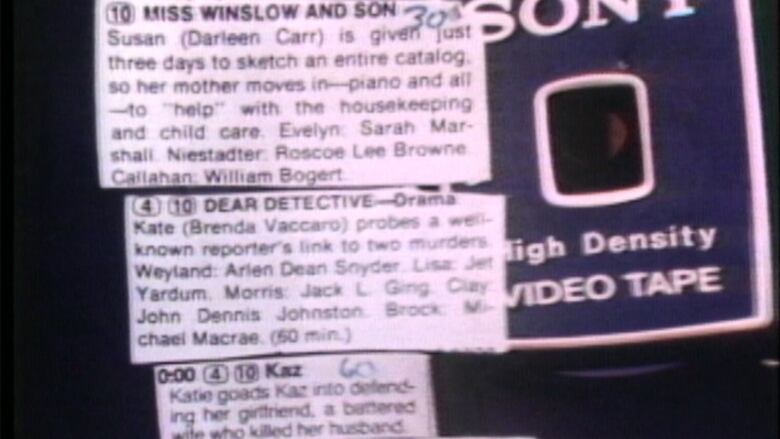 (10) MISS WINSLOW AND SON 30
Susan (Darleen Carr) is given just
three days to sketch an entire catalog,
so her mother moves in—piano and all
—to "help" with the housekeeping
and child care. Evelyn: Sarah Mar-
shall. Niestadter: Roscoe Lee Browne.
Callahan: William Bogert.
(4) (10) DEAR DETECTIVE—Drama
Kate (Brenda Vaccaro) probes a well-
known reporter's link to two murders.
Weyland: Arlen Dean Snyder. Lisa: Jet
Yardum. Morris: Jack L. Ging. Clay:
John Dennis Johnston. Brock: Mi-
chael Macrae. (60 min.)
0:00 (4) (10) Kaz 60
Katie goads Kaz into defend-
ing her girlfriend, a battered
wife who killed her husband.
SONY
High Density
VIDEO TAPE